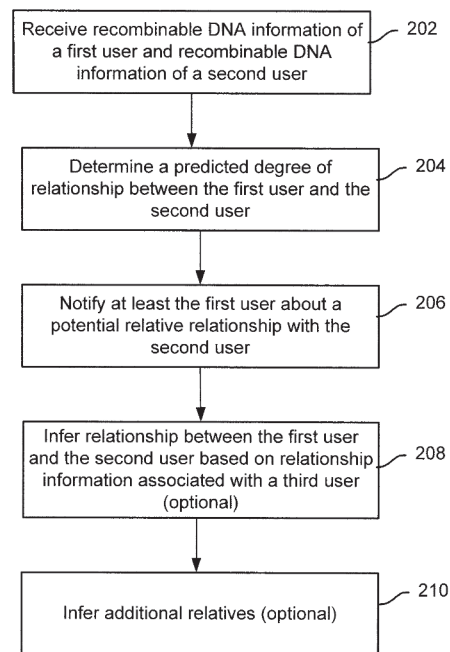 Receive recombinable DNA information of
a first user and recombinable DNA
information of a second user
202
Determine a predicted degree of
relationship between the first user and the
second user
204
Notify at least the first user about a
potential relative relationship with the
second user
206
Infer relationship between the first user
and the second user based on relationship
information associated with a third user
(optional)
208
Infer additional relatives (optional)
210